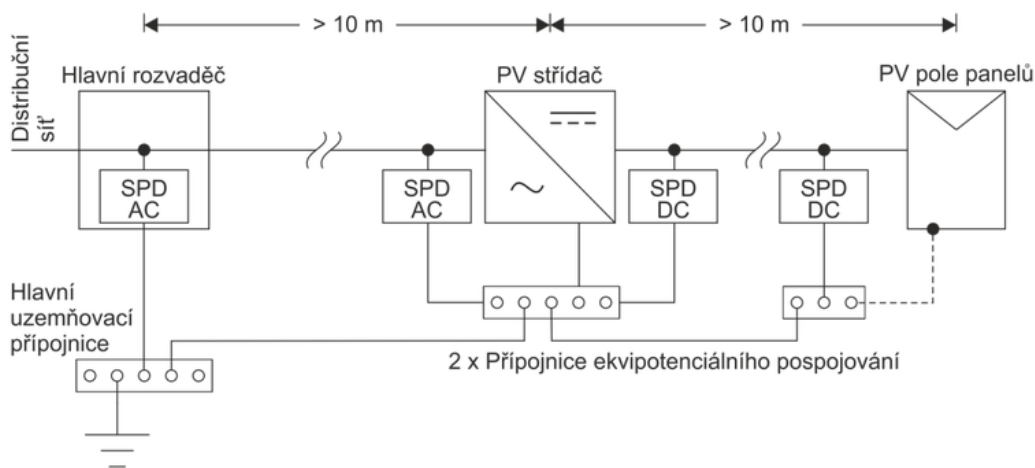 > 10 m
> 10 m
Hlavní rozvaděč
PV střídač
PV pole panelů
Distribuční
síť
SPD
AC
SPD
AC
SPD
DC
SPD
DC
Hlavní
uzemňovací
přípojnice
2 x Přípojnice ekvipotenciálního pospojování